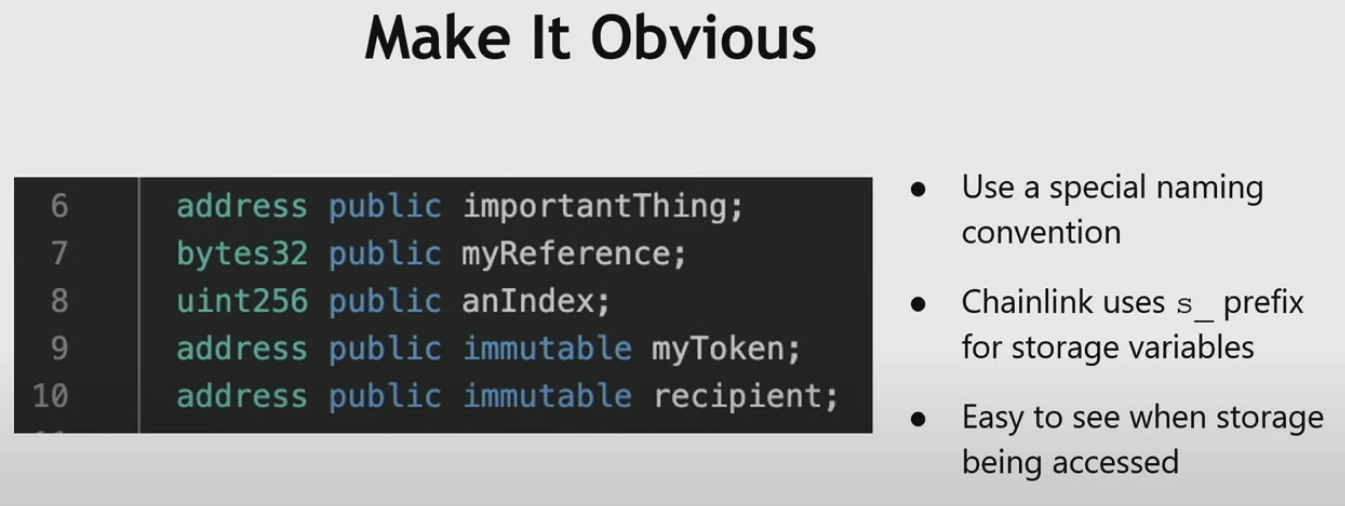 Make It Obvious
6 address public importantThing;
7 bytes32 public myReference;
8 uint256 public anIndex;
9 address public immutable myToken;
10 address public immutable recipient;
● Use a special naming
convention
● Chainlink uses s_ prefix
for storage variables
● Easy to see when storage
being accessed